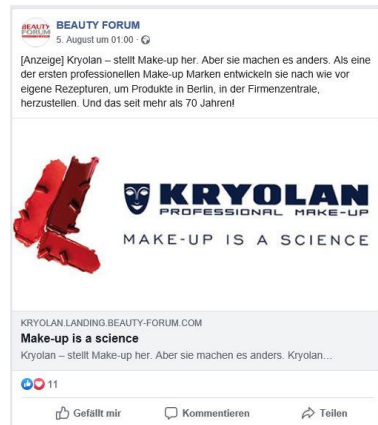 BEAUTY FORUM
BEAUTY FORUM
5. August um 01:00 ·
[Anzeige] Kryolan – stellt Make-up her. Aber sie machen es anders. Als eine
der ersten professionellen Make-up Marken entwickeln sie nach wie vor
eigene Rezepturen, um Produkte in Berlin, in der Firmenzentrale,
herzustellen. Und das seit mehr als 70 Jahren!
KRYOLAN
PROFESSIONAL MAKE-UP
MAKE-UP IS A SCIENCE
KRYOLAN.LANDING.BEAUTY-FORUM.COM
Make-up is a science
Kryolan – stellt Make-up her. Aber sie machen es anders. Kryolan...
11
Gefällt mir
Kommentieren
Teilen